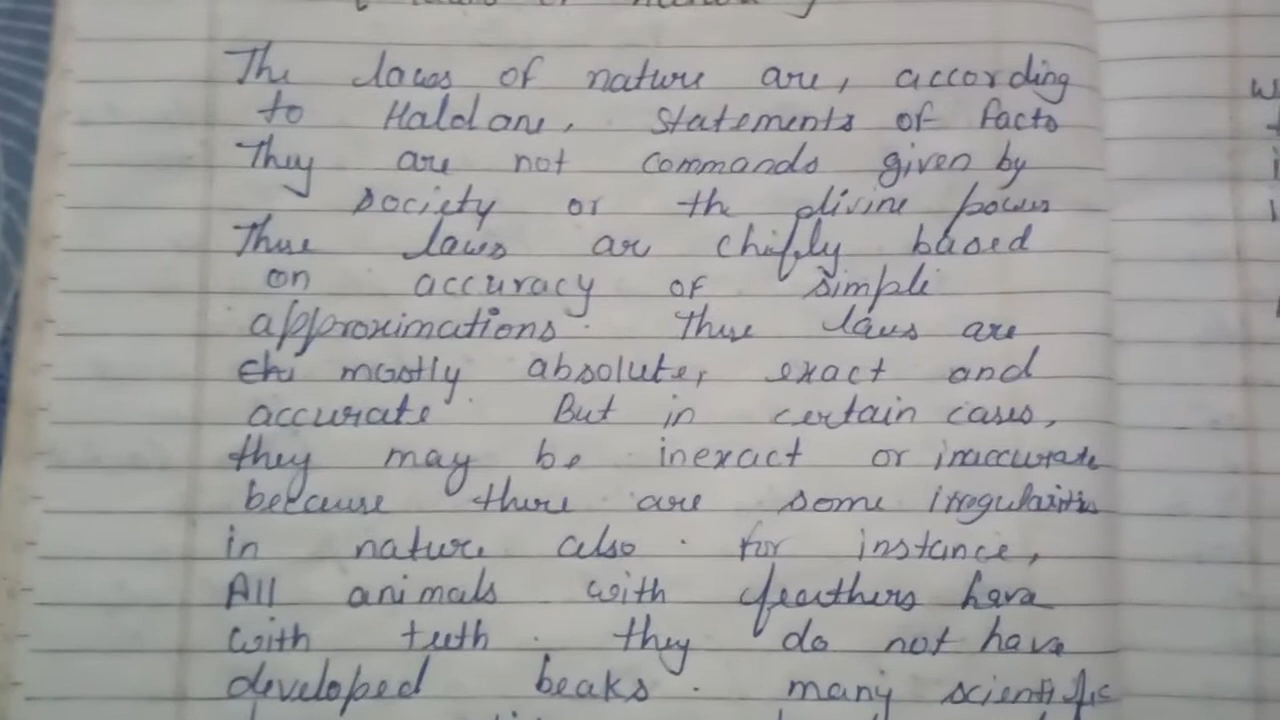 The laws of nature are, according
to Haldane, statements of facts
They are not commands given by
society or the divine power
These laws are chiefly based
on accuracy of simple
approximations. These laws are
mostly absolute, exact and
accurate. But in certain cases,
they may be inexact or inaccurate
because there are some irregularities
in nature also. for instance,
All animals with feathers have
with teeth. they do not have
developed beaks. many scientific